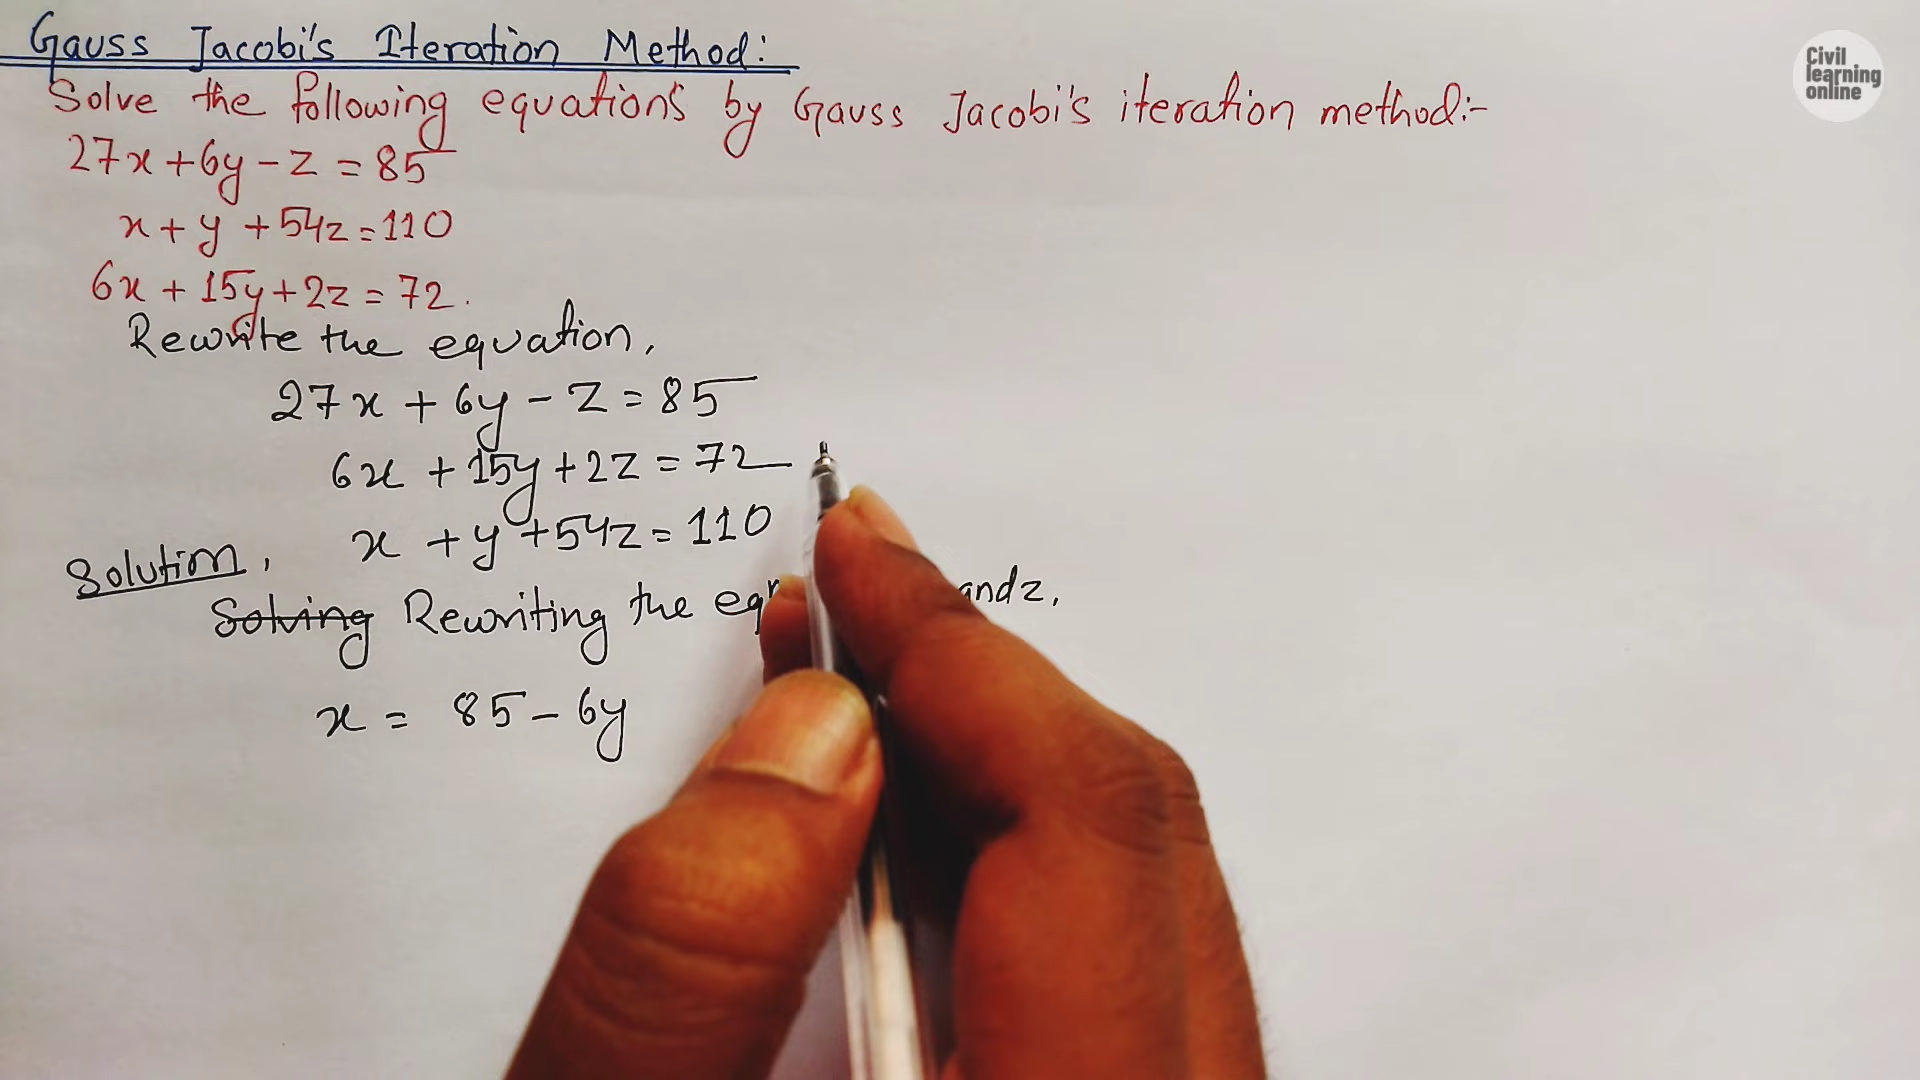 Gauss Jacobi's Iteration Method:
Solve the following equations by Gauss Jacobi's iteration method:-
27x + 6y - z = 85
x + y + 54z = 110
6x + 15y + 2z = 72.
Rewrite the equation,
27x + 6y - z = 85
6x + 15y + 2z = 72
x + y + 54z = 110
Solution,
Solving Rewriting the eqn and z,
x = 85 - 6y
Civil
learning
online